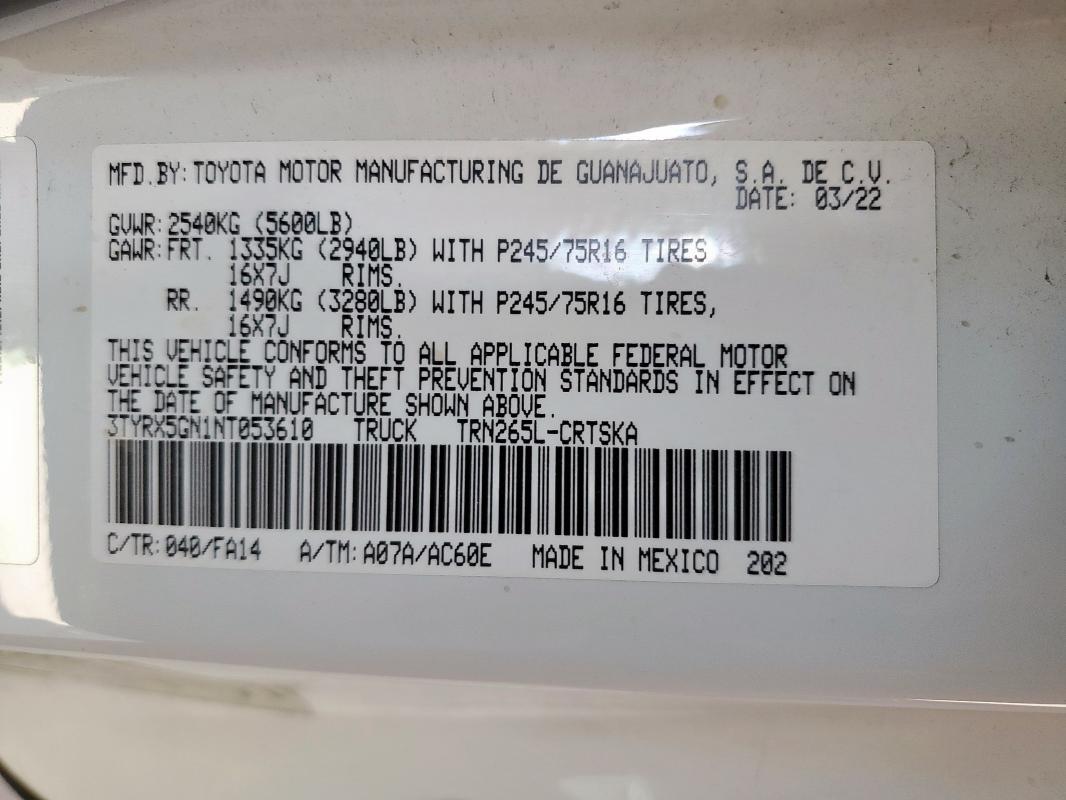 MFD.BY: TOYOTA MOTOR MANUFACTURING DE GUANAJUATO, S.A. DE C.V.
DATE: 03/22
GVWR: 2540KG (5600LB)
GAWR: FRT. 1335KG (2940LB) WITH P245/75R16 TIRES
16X7J RIMS.
RR. 1490KG (3280LB) WITH P245/75R16 TIRES,
16X7J RIMS.
THIS VEHICLE CONFORMS TO ALL APPLICABLE FEDERAL MOTOR
VEHICLE SAFETY AND THEFT PREVENTION STANDARDS IN EFFECT ON
THE DATE OF MANUFACTURE SHOWN ABOVE.
3TYRX5GN1NT053610 TRUCK TRN265L-CRTSKA
C/TR: 040/FA14 A/TM: A07A/AC60E MADE IN MEXICO 202